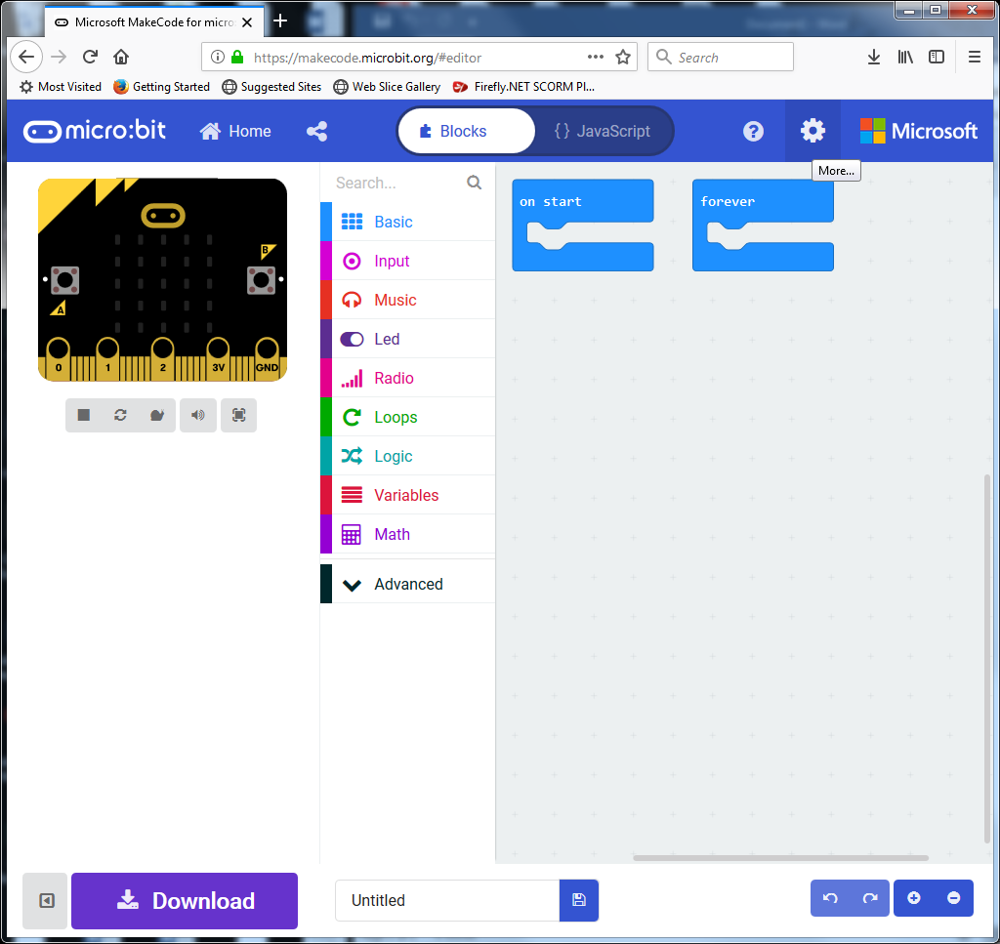 Microsoft MakeCode for micro:
https://makecode.microbit.org/#editor
Search
Most Visited Getting Started Suggested Sites Web Slice Gallery Firefly.NET SCORM Pl...
micro:bit Home Blocks {} JavaScript ? Microsoft
More...
Search...
Basic
Input
Music
Led
Radio
Loops
Logic
Variables
Math
Advanced
on start
forever
B
A
0 1 2 3V GND
Download
Untitled